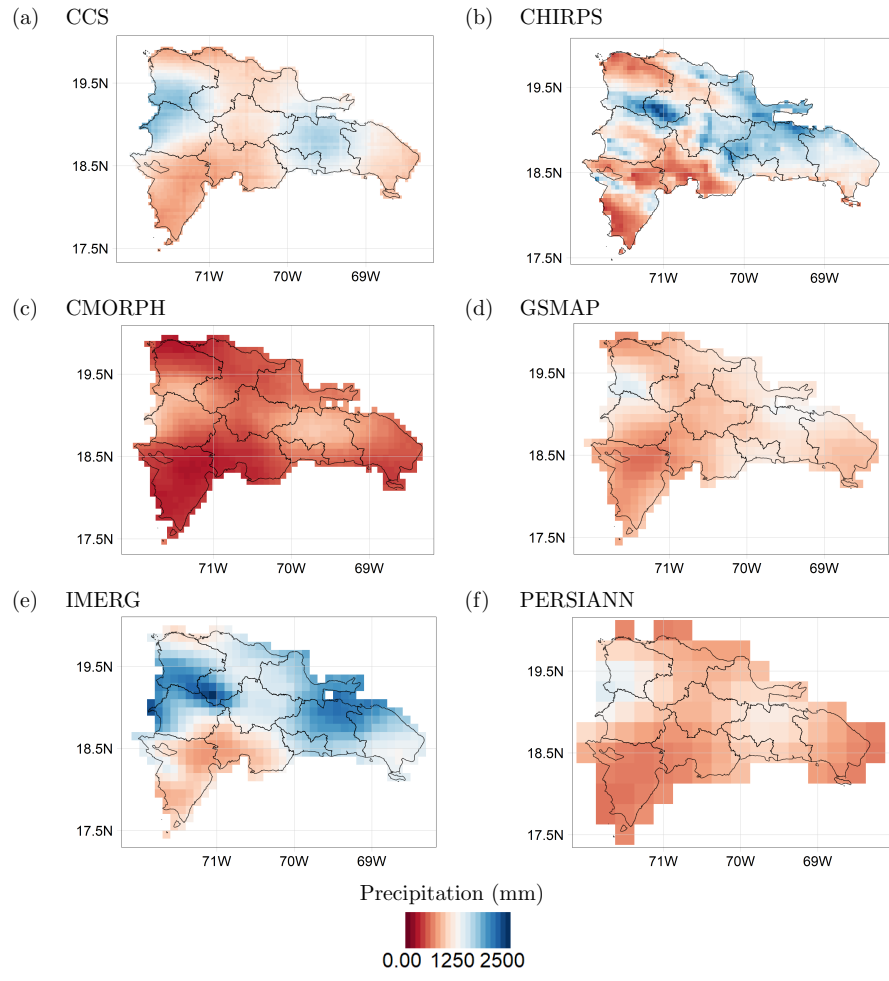 (a) CCS
(b) CHIRPS
19.5N
18.5N
17.5N
71W 70W 69W
19.5N
18.5N
17.5N
71W 70W 69W
(c) CMORPH
(d) GSMAP
19.5N
18.5N
17.5N
71W 70W 69W
19.5N
18.5N
17.5N
71W 70W 69W
(e) IMERG
(f) PERSIANN
19.5N
18.5N
17.5N
71W 70W 69W
19.5N
18.5N
17.5N
71W 70W 69W
Precipitation (mm)
0.00 1250 2500